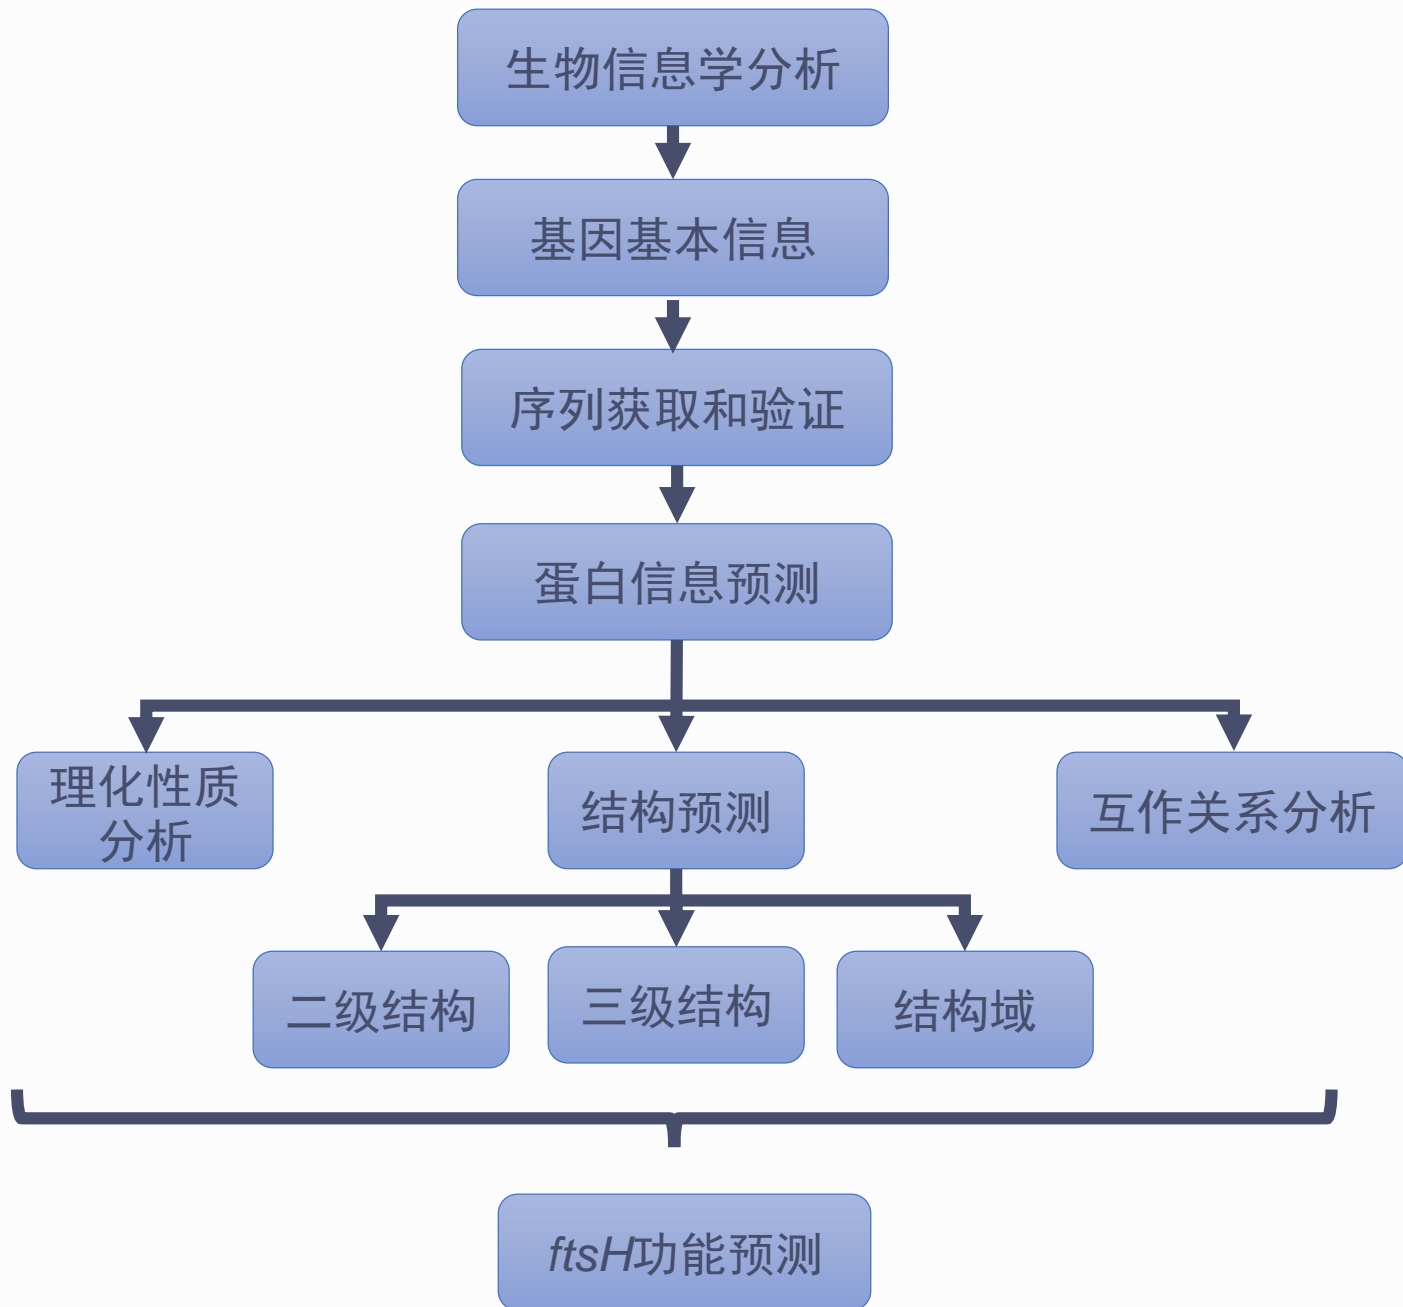 生物信息学分析
基因基本信息
序列获取和验证
蛋白信息预测
理化性质
分析
结构预测
互作关系分析
二级结构
三级结构
结构域
ftsH功能预测